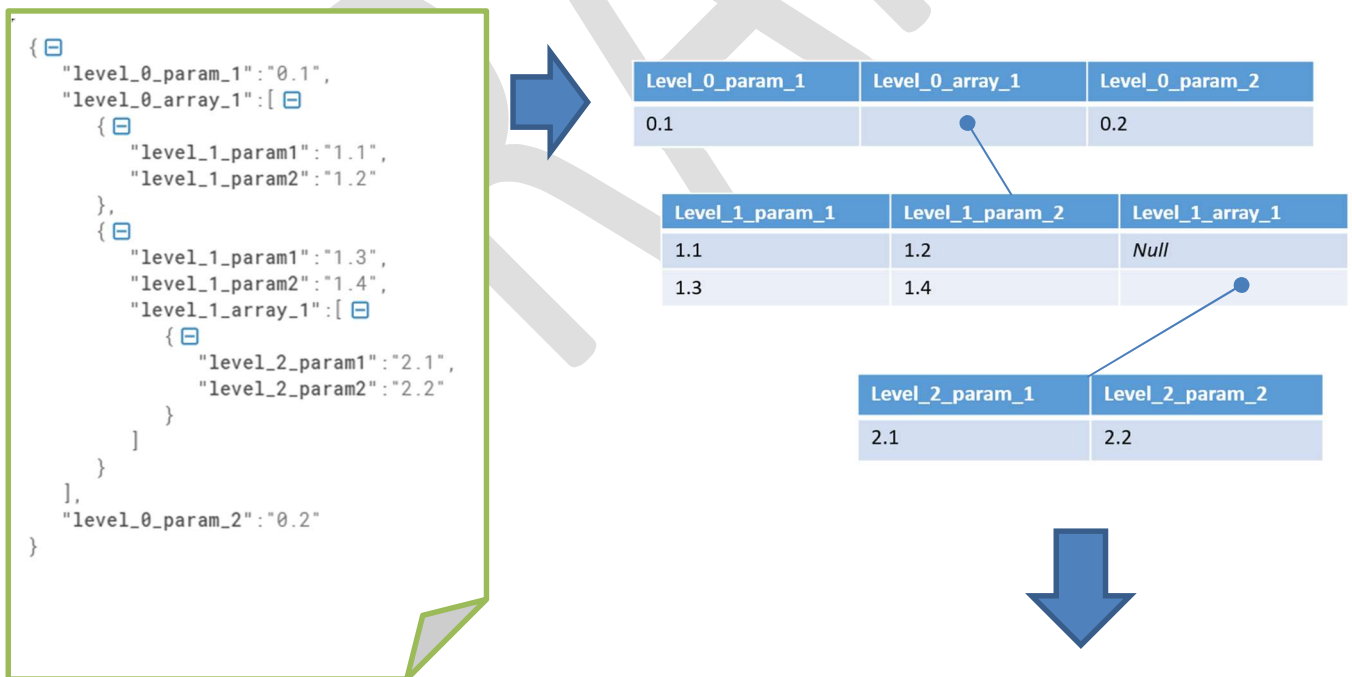 {
"level_0_param_1":"0.1",
"level_0_array_1":[
{
"level_1_param1":"1.1",
"level_1_param2":"1.2"
},
{
"level_1_param1":"1.3",
"level_1_param2":"1.4",
"level_1_array_1":[
{
"level_2_param1":"2.1",
"level_2_param2":"2.2"
}
]
}
],
"level_0_param_2":"0.2"
}
Level_0_param_1 Level_0_array_1 Level_0_param_2
0.1 0.2
Level_1_param_1 Level_1_param_2 Level_1_array_1
1.1 1.2 Null
1.3 1.4
Level_2_param_1 Level_2_param_2
2.1 2.2